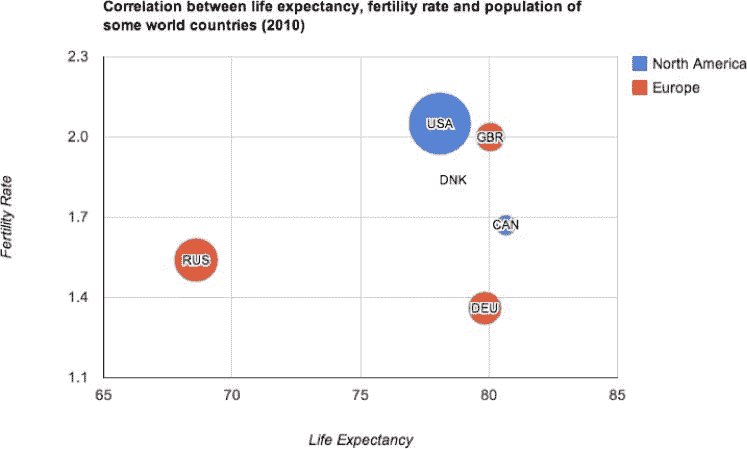 Correlation between life expectancy, fertility rate and population of
some world countries (2010)
North America
Europe
Fertility Rate
2.3
2.0
1.7
1.4
1.1
USA
GBR
DNK
CAN
RUS
DEU
65 70 75 80 85
Life Expectancy